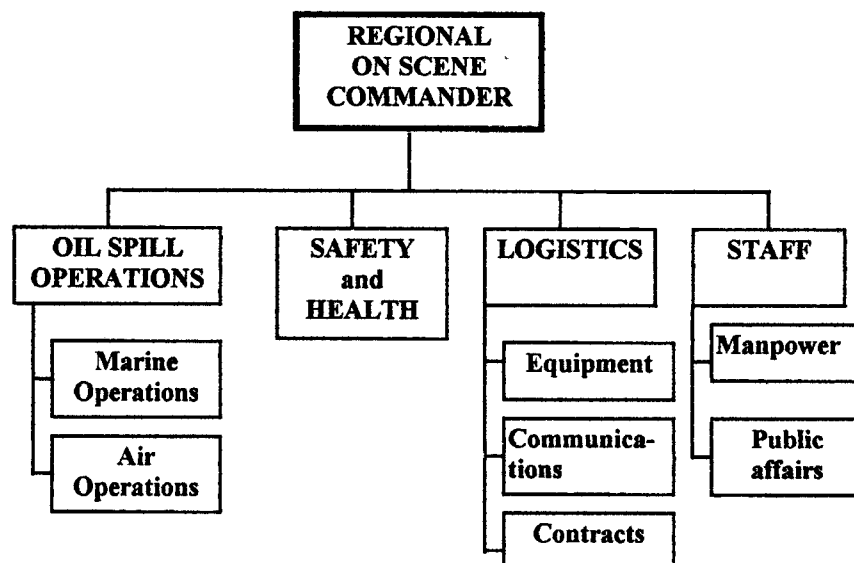 REGIONAL
ON SCENE
COMMANDER
OIL SPILL
OPERATIONS
SAFETY
and
HEALTH
LOGISTICS
STAFF
Marine
Operations
Air
Operations
Equipment
Communica-
tions
Contracts
Manpower
Public
affairs